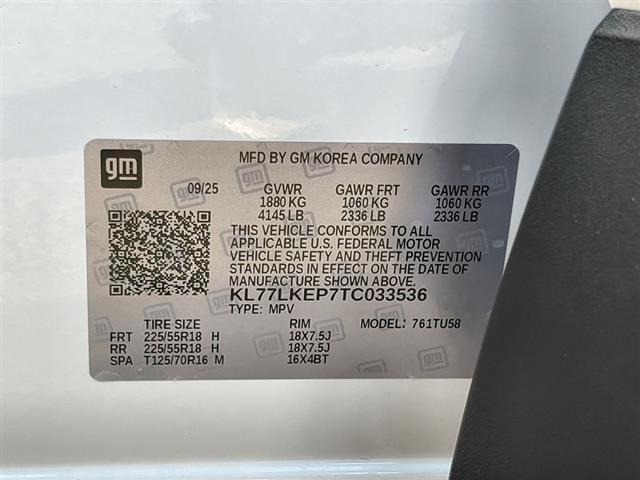 gm
MFD BY GM KOREA COMPANY
09/25 GVWR GAWR FRT GAWR RR
1880 KG 1060 KG 1060 KG
4145 LB 2336 LB 2336 LB
THIS VEHICLE CONFORMS TO ALL
APPLICABLE U.S. FEDERAL MOTOR
VEHICLE SAFETY AND THEFT PREVENTION
STANDARDS IN EFFECT ON THE DATE OF
MANUFACTURE SHOWN ABOVE.
KL77LKEP7TC033536
TYPE: MPV
TIRE SIZE RIM MODEL: 761TU58
FRT 225/55R18 H 18X7.5J
RR 225/55R18 H 18X7.5J
SPA T125/70R16 M 16X4BT